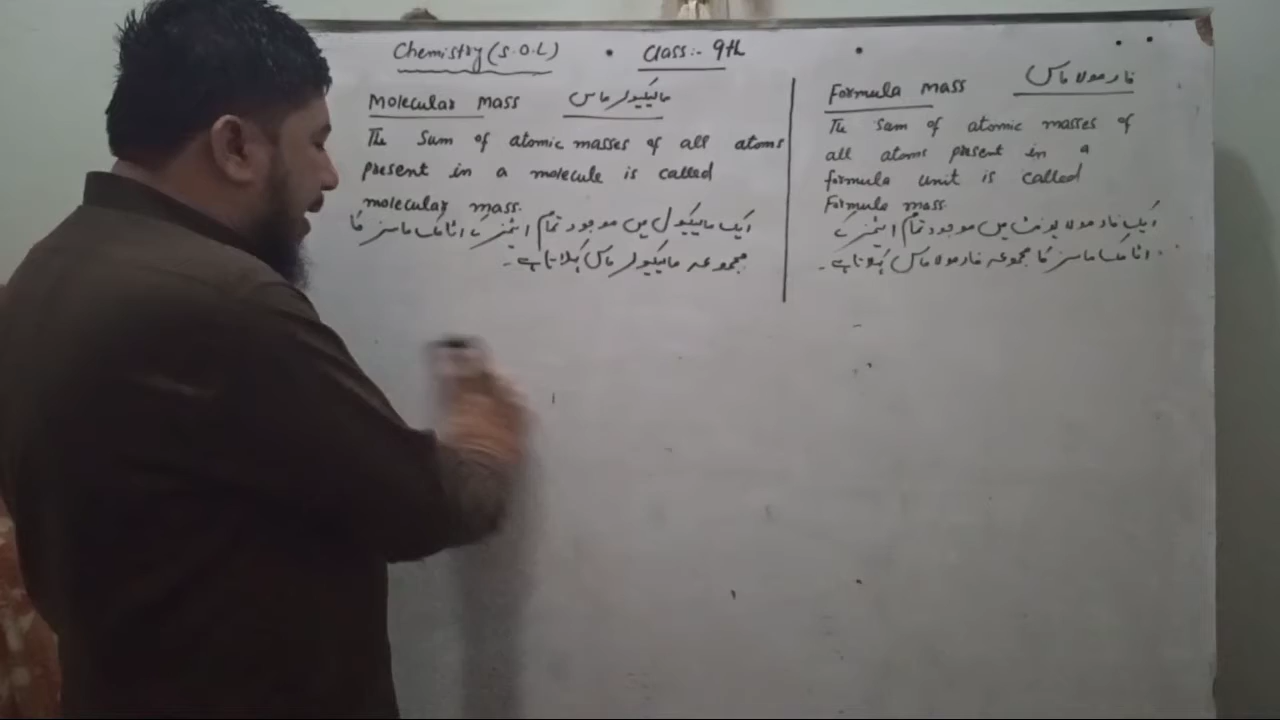 Chemistry (S.O.L) . Class:- 9th
Molecular Mass مالیکیولر ماس
The Sum of atomic masses of all atoms
present in a molecule is called
molecular mass.
ایک مالیکیول میں موجود تمام ایٹمز کے اٹامک ماسز کا
مجموعہ مالیکیولر ماس کہلاتا ہے۔
Formula Mass فارمولا ماس
The Sum of atomic masses of
all atoms present in a
formula unit is called
Formula mass.
ایک فارمولا یونٹ میں موجود تمام ایٹمز کے
اٹامک ماسز کا مجموعہ فارمولا ماس کہلاتا ہے۔